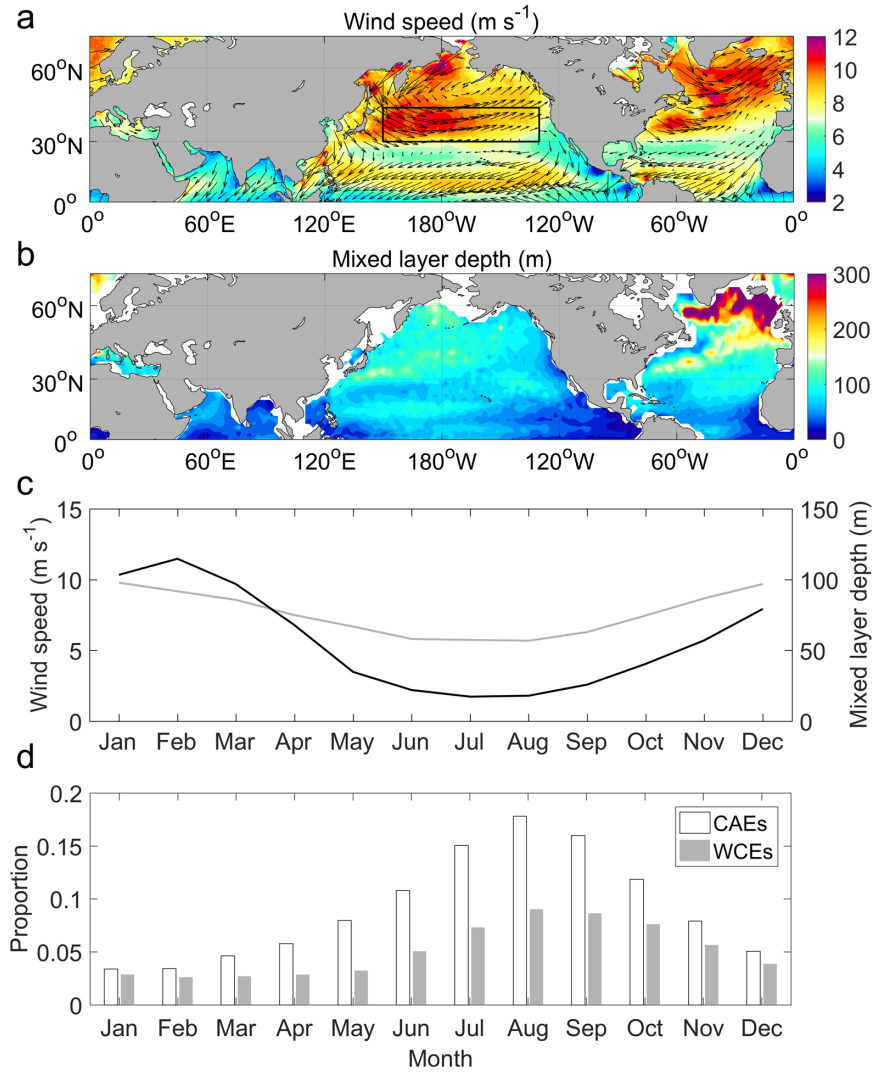 a
Wind speed (m s⁻¹)
60°N
30°N
0°
0° 60°E 120°E 180°W 120°W 60°W 0°
12
10
8
6
4
2
b
Mixed layer depth (m)
60°N
30°N
0°
0° 60°E 120°E 180°W 120°W 60°W 0°
300
200
100
0
c
Wind speed (m s⁻¹)
15
10
5
0
Mixed layer depth (m)
150
100
50
0
Jan Feb Mar Apr May Jun Jul Aug Sep Oct Nov Dec
d
Proportion
0.2
0.15
0.1
0.05
0
CAEs
WCEs
Jan Feb Mar Apr May Jun Jul Aug Sep Oct Nov Dec
Month